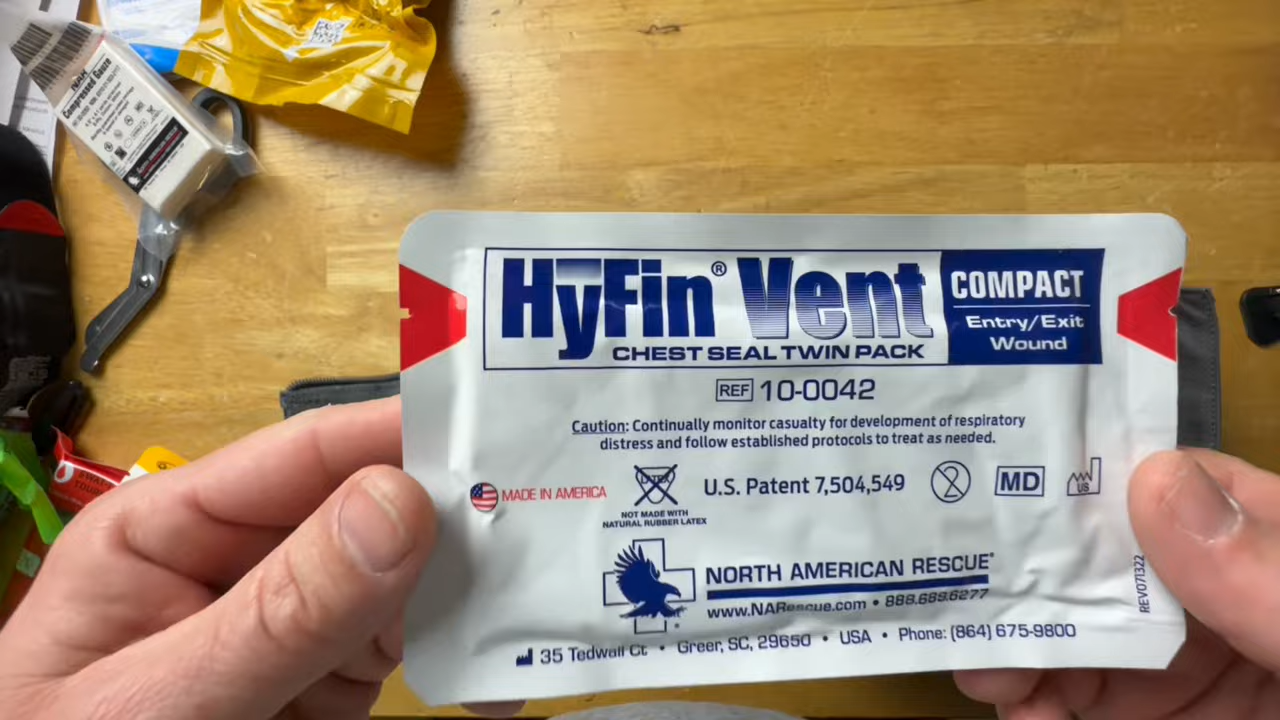 NAR
Compressed Gauze
HyFin® Vent
CHEST SEAL TWIN PACK
COMPACT
Entry/Exit
Wound
REF 10-0042
Caution: Continually monitor casualty for development of respiratory
distress and follow established protocols to treat as needed.
MADE IN AMERICA
LATEX
NOT MADE WITH
NATURAL RUBBER LATEX
U.S. Patent 7,504,549
2
MD
US
NORTH AMERICAN RESCUE®
www.NARescue.com • 888.689.6277
35 Tedwall Ct • Greer, SC, 29650 • USA • Phone: (864) 675-9800
REV071322